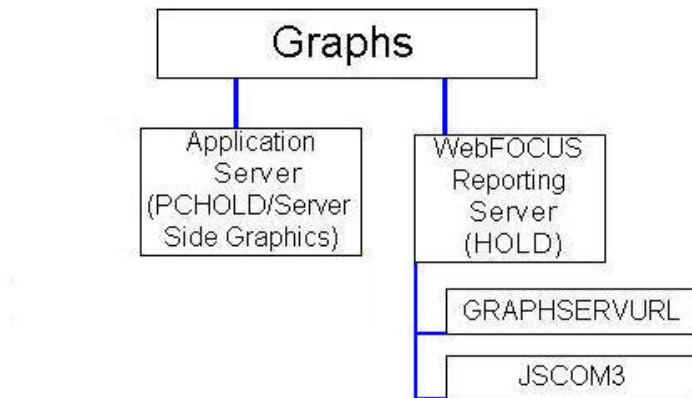 Graphs
Application
Server
(PCHOLD/Server
Side Graphics)
WebFOCUS
Reporting
Server
(HOLD)
GRAPHSERVURL
JSCOM3